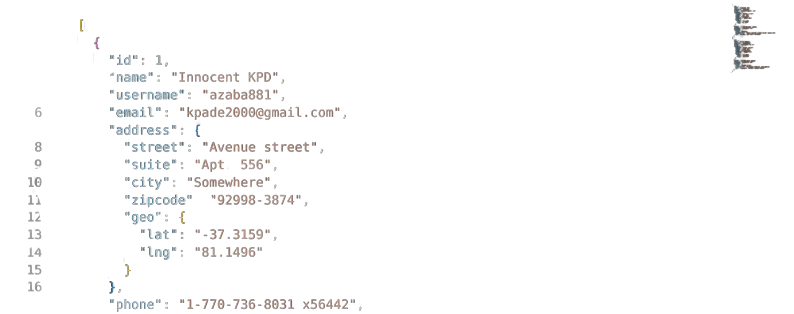 [
{
"id": 1,
"name": "Innocent KPD",
"username": "azaba881",
6 "email": "kpade2000@gmail.com",
"address": {
8 "street": "Avenue street",
9 "suite": "Apt  556",
10 "city": "Somewhere",
11 "zipcode"  "92998-3874",
12 "geo": {
13 "lat": "-37.3159",
14 "lng": "81.1496"
15 }
16 },
"phone": "1-770-736-8031 x56442",